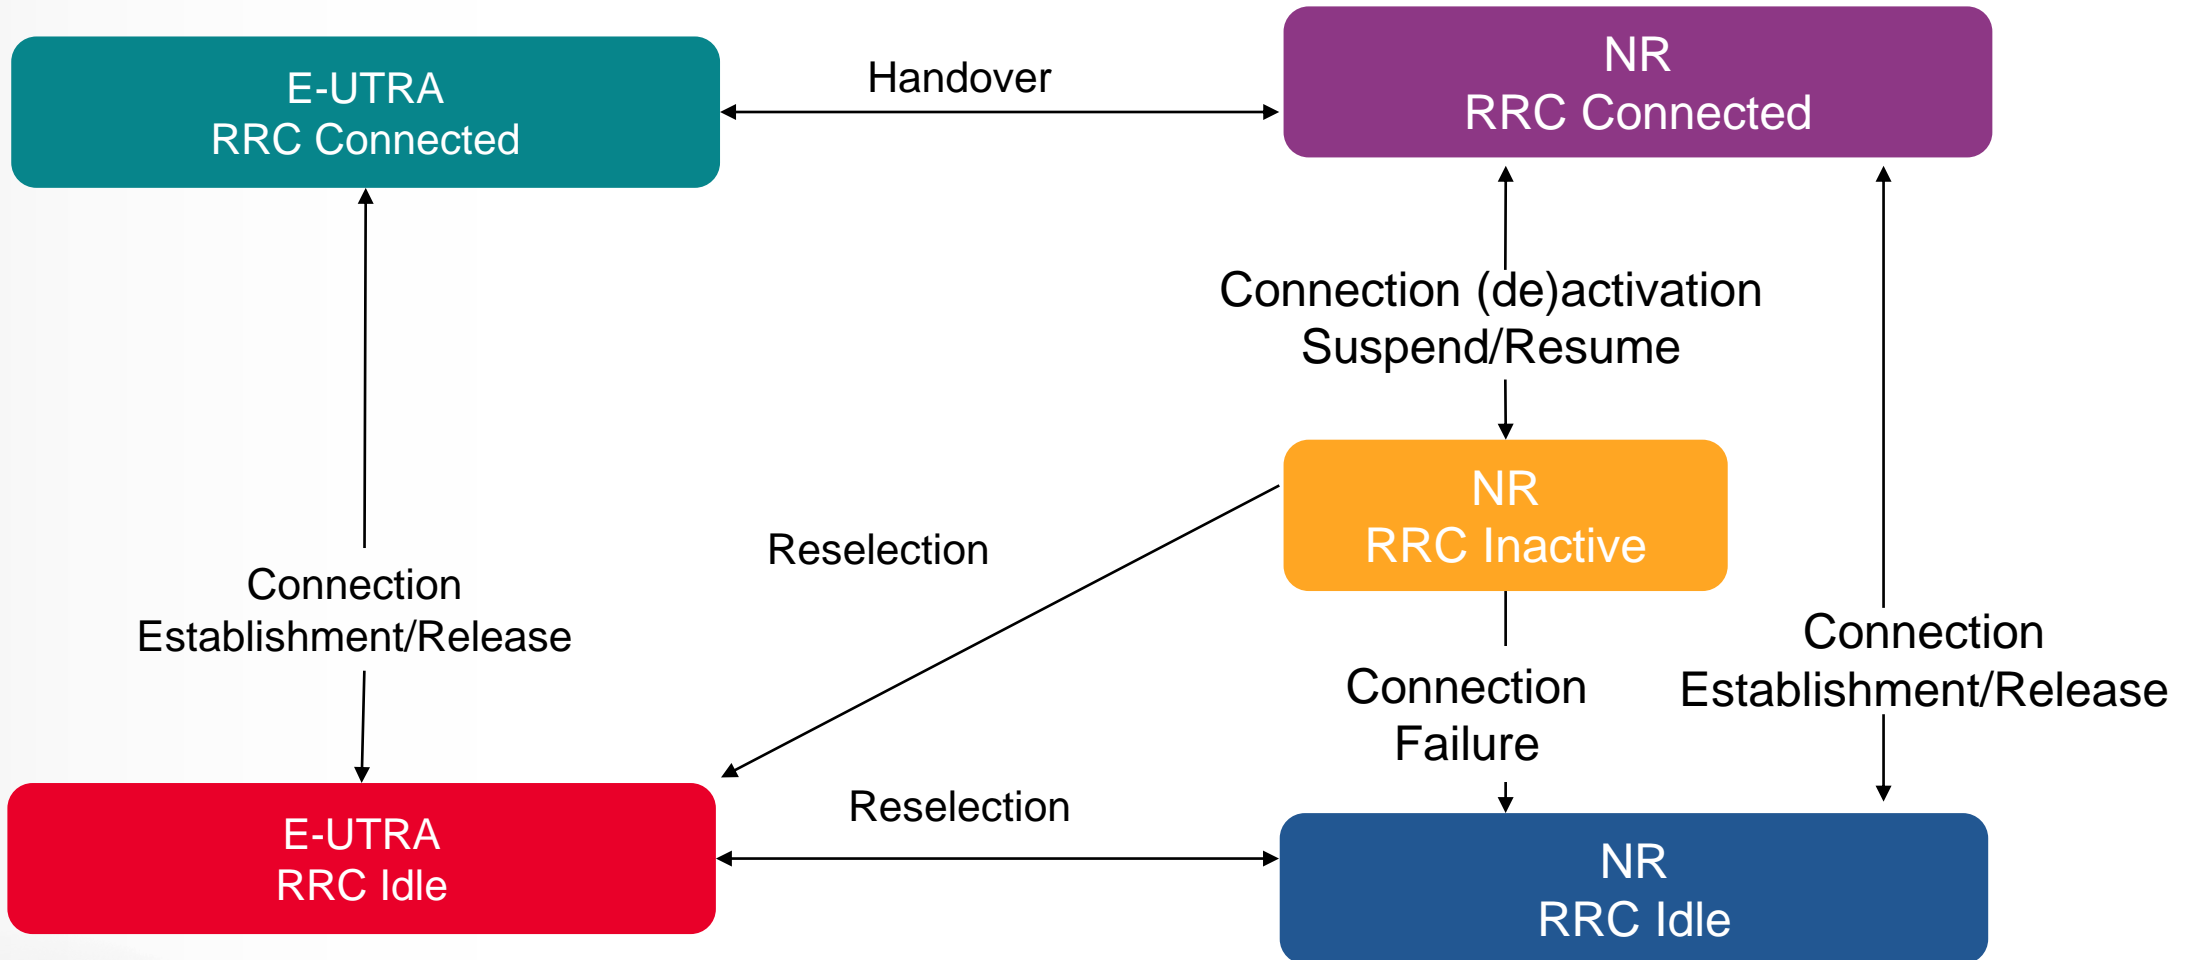 E-UTRA
RRC Connected
Handover
NR
RRC Connected
Connection (de)activation
Suspend/Resume
NR
RRC Inactive
Reselection
Connection
Establishment/Release
Connection
Establishment/Release
Connection
Failure
Reselection
E-UTRA
RRC Idle
NR
RRC Idle